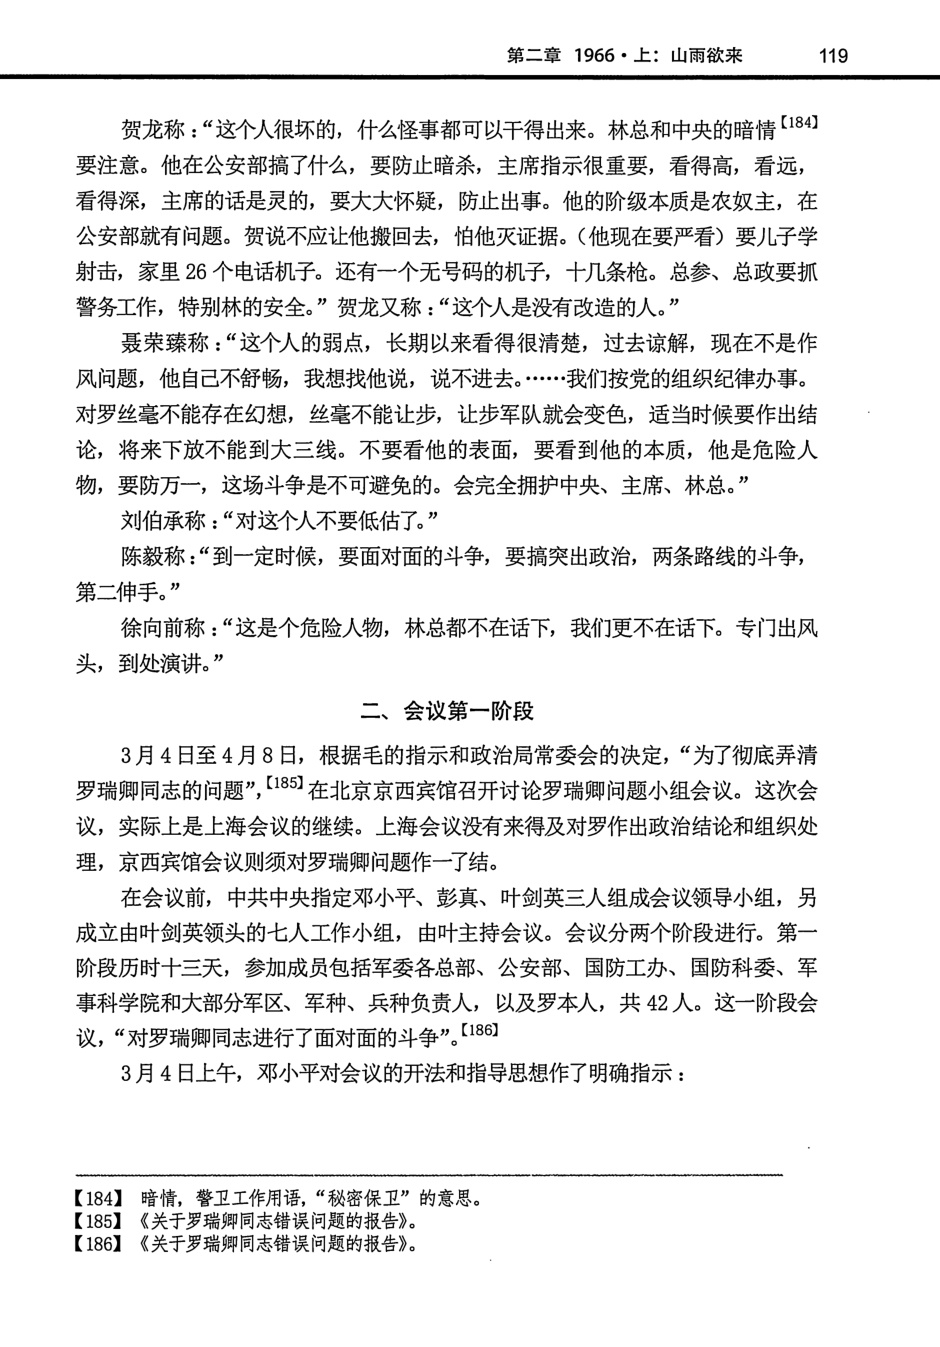 第二章 1966·上：山雨欲来 119
贺龙称：“这个人很坏的，什么怪事都可以干得出来。林总和中央的暗情【184】
要注意。他在公安部搞了什么，要防止暗杀，主席指示很重要，看得高，看远，
看得深，主席的话是灵的，要大大怀疑，防止出事。他的阶级本质是农奴主，在
公安部就有问题。贺说不应让他搬回去，怕他灭证据。（他现在要严看）要儿子学
射击，家里 26 个电话机子。还有一个无号码的机子，十几条枪。总参、总政要抓
警务工作，特别林的安全。”贺龙又称：“这个人是没有改造的人。”
聂荣臻称：“这个人的弱点，长期以来看得很清楚，过去谅解，现在不是作
风问题，他自己不舒畅，我想找他说，说不进去。……我们按党的组织纪律办事。
对罗丝毫不能存在幻想，丝毫不能让步，让步军队就会变色，适当时候要作出结
论，将来下放不能到大三线。不要看他的表面，要看到他的本质，他是危险人
物，要防万一，这场斗争是不可避免的。会完全拥护中央、主席、林总。”
刘伯承称：“对这个人不要低估了。”
陈毅称：“到一定时候，要面对面的斗争，要搞突出政治，两条路线的斗争，
第二伸手。”
徐向前称：“这是个危险人物，林总都不在话下，我们更不在话下。专门出风
头，到处演讲。”
二、会议第一阶段
3 月 4 日至 4 月 8 日，根据毛的指示和政治局常委会的决定，“为了彻底弄清
罗瑞卿同志的问题”，【185】在北京京西宾馆召开讨论罗瑞卿问题小组会议。这次会
议，实际上是上海会议的继续。上海会议没有来得及对罗作出政治结论和组织处
理，京西宾馆会议则须对罗瑞卿问题作一了结。
在会议前，中共中央指定邓小平、彭真、叶剑英三人组成会议领导小组，另
成立由叶剑英领头的七人工作小组，由叶主持会议。会议分两个阶段进行。第一
阶段历时十三天，参加成员包括军委各总部、公安部、国防工办、国防科委、军
事科学院和大部分军区、军种、兵种负责人，以及罗本人，共 42 人。这一阶段会
议，“对罗瑞卿同志进行了面对面的斗争”。【186】
3 月 4 日上午，邓小平对会议的开法和指导思想作了明确指示：
【184】 暗情，警卫工作用语，“秘密保卫”的意思。
【185】 《关于罗瑞卿同志错误问题的报告》。
【186】 《关于罗瑞卿同志错误问题的报告》。